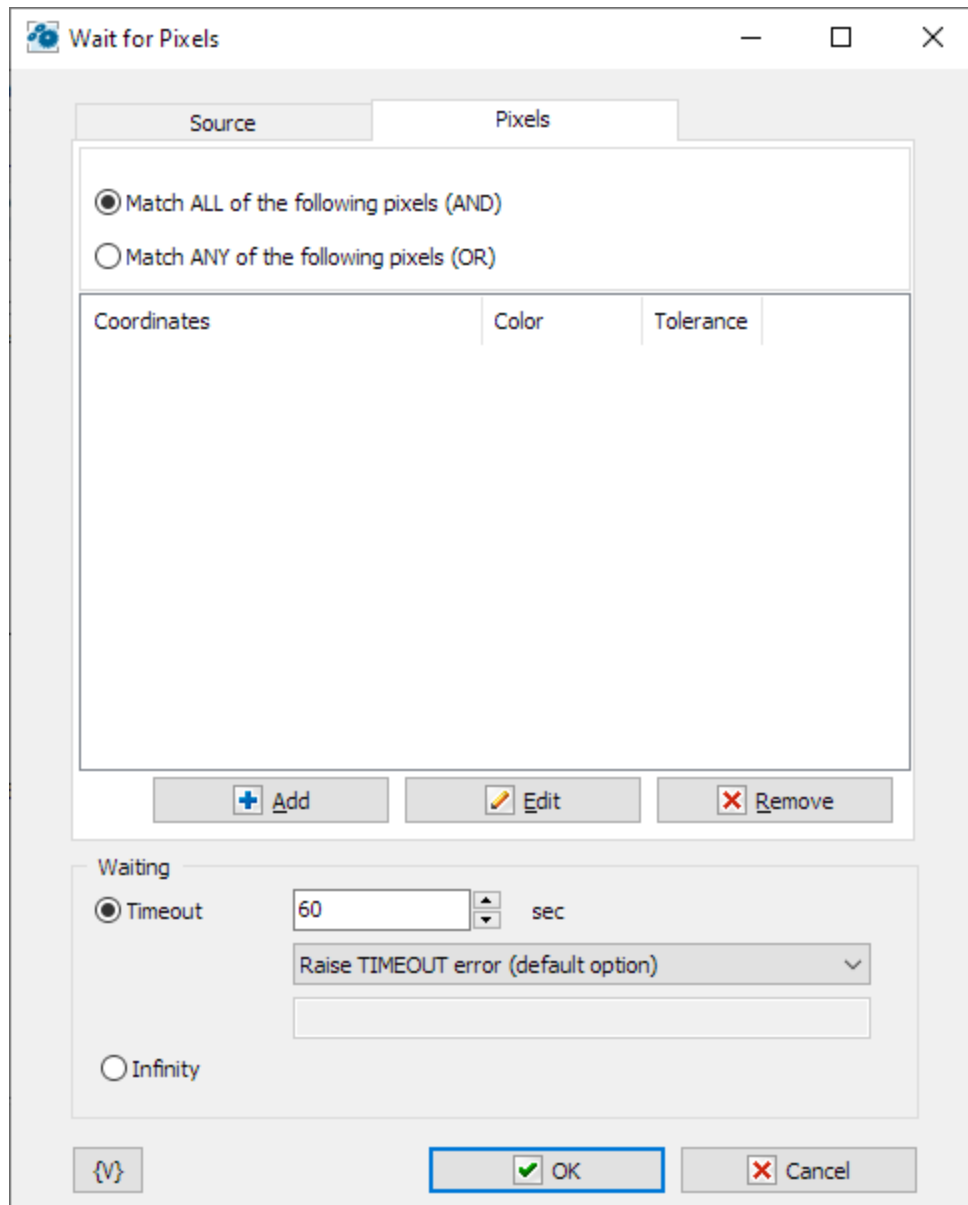 Wait for Pixels
Source Pixels
Match ALL of the following pixels (AND)
Match ANY of the following pixels (OR)
Coordinates Color Tolerance
Add Edit Remove
Waiting
Timeout 60 sec
Raise TIMEOUT error (default option)
Infinity
{V} OK Cancel